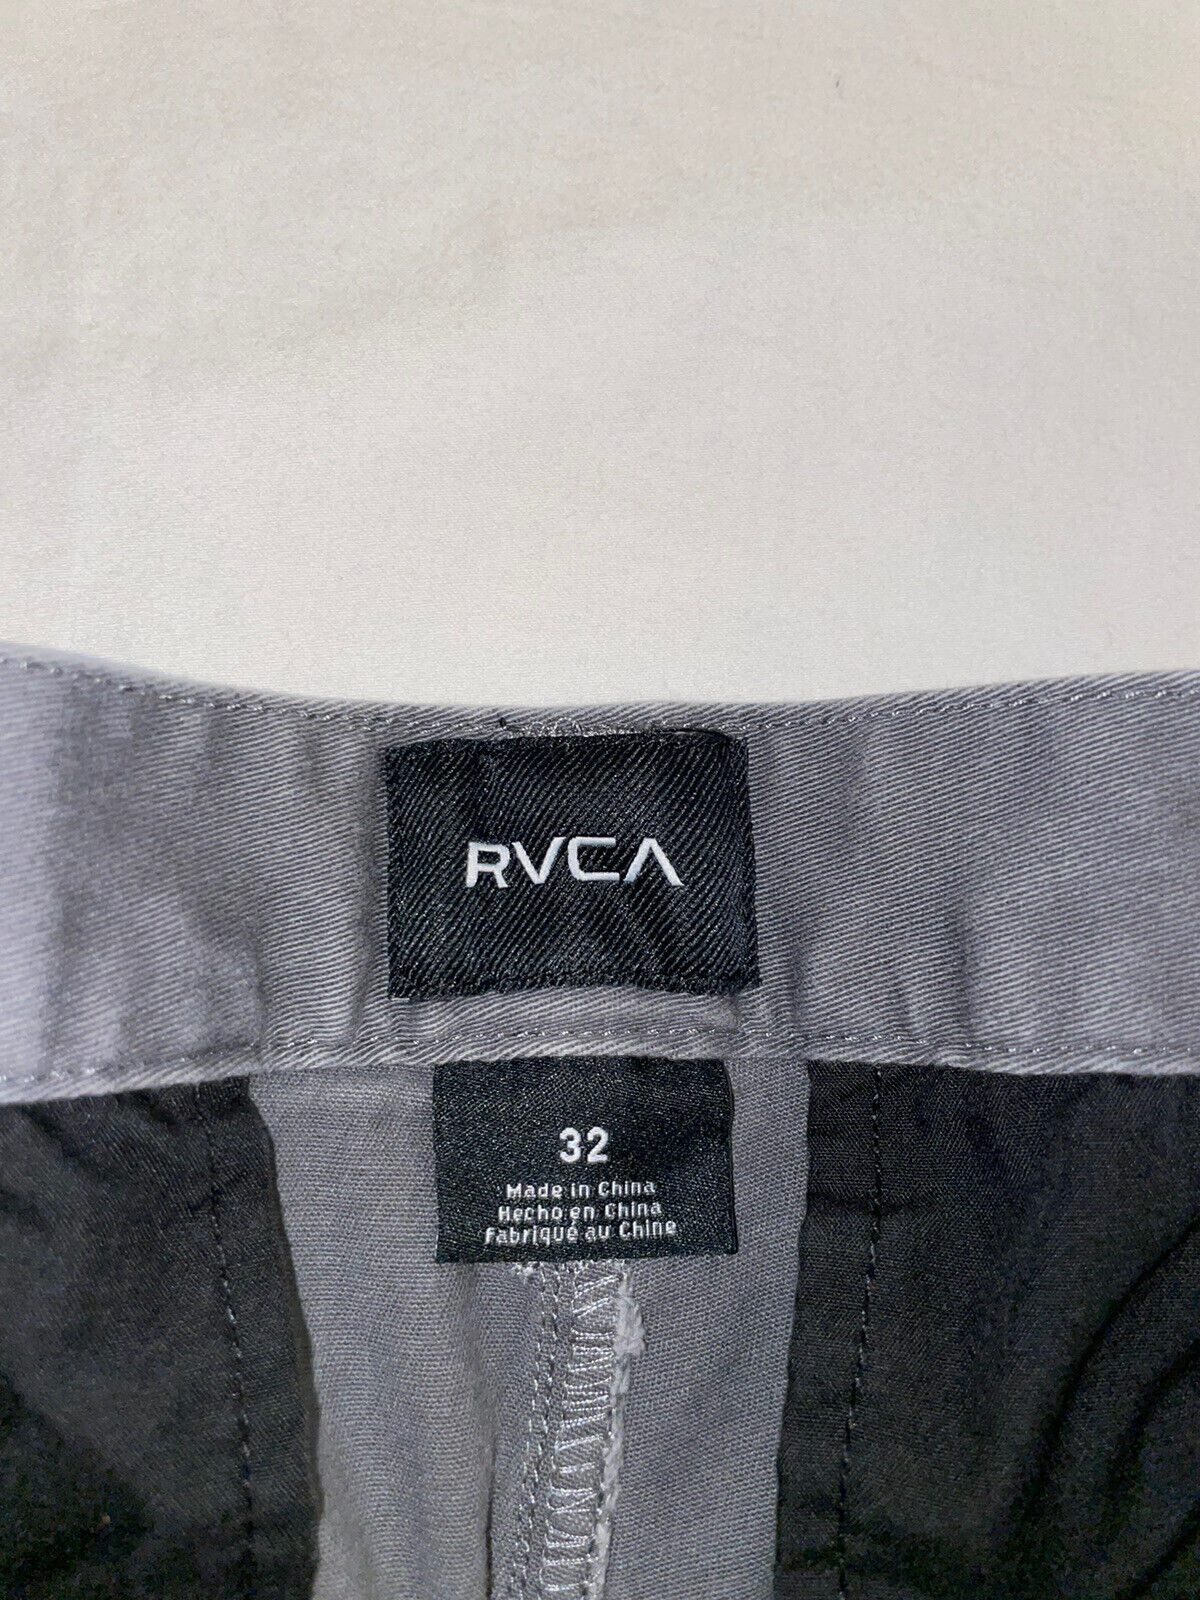 RVCA
32
Made in China
Hecho en China
Fabriqué au Chine